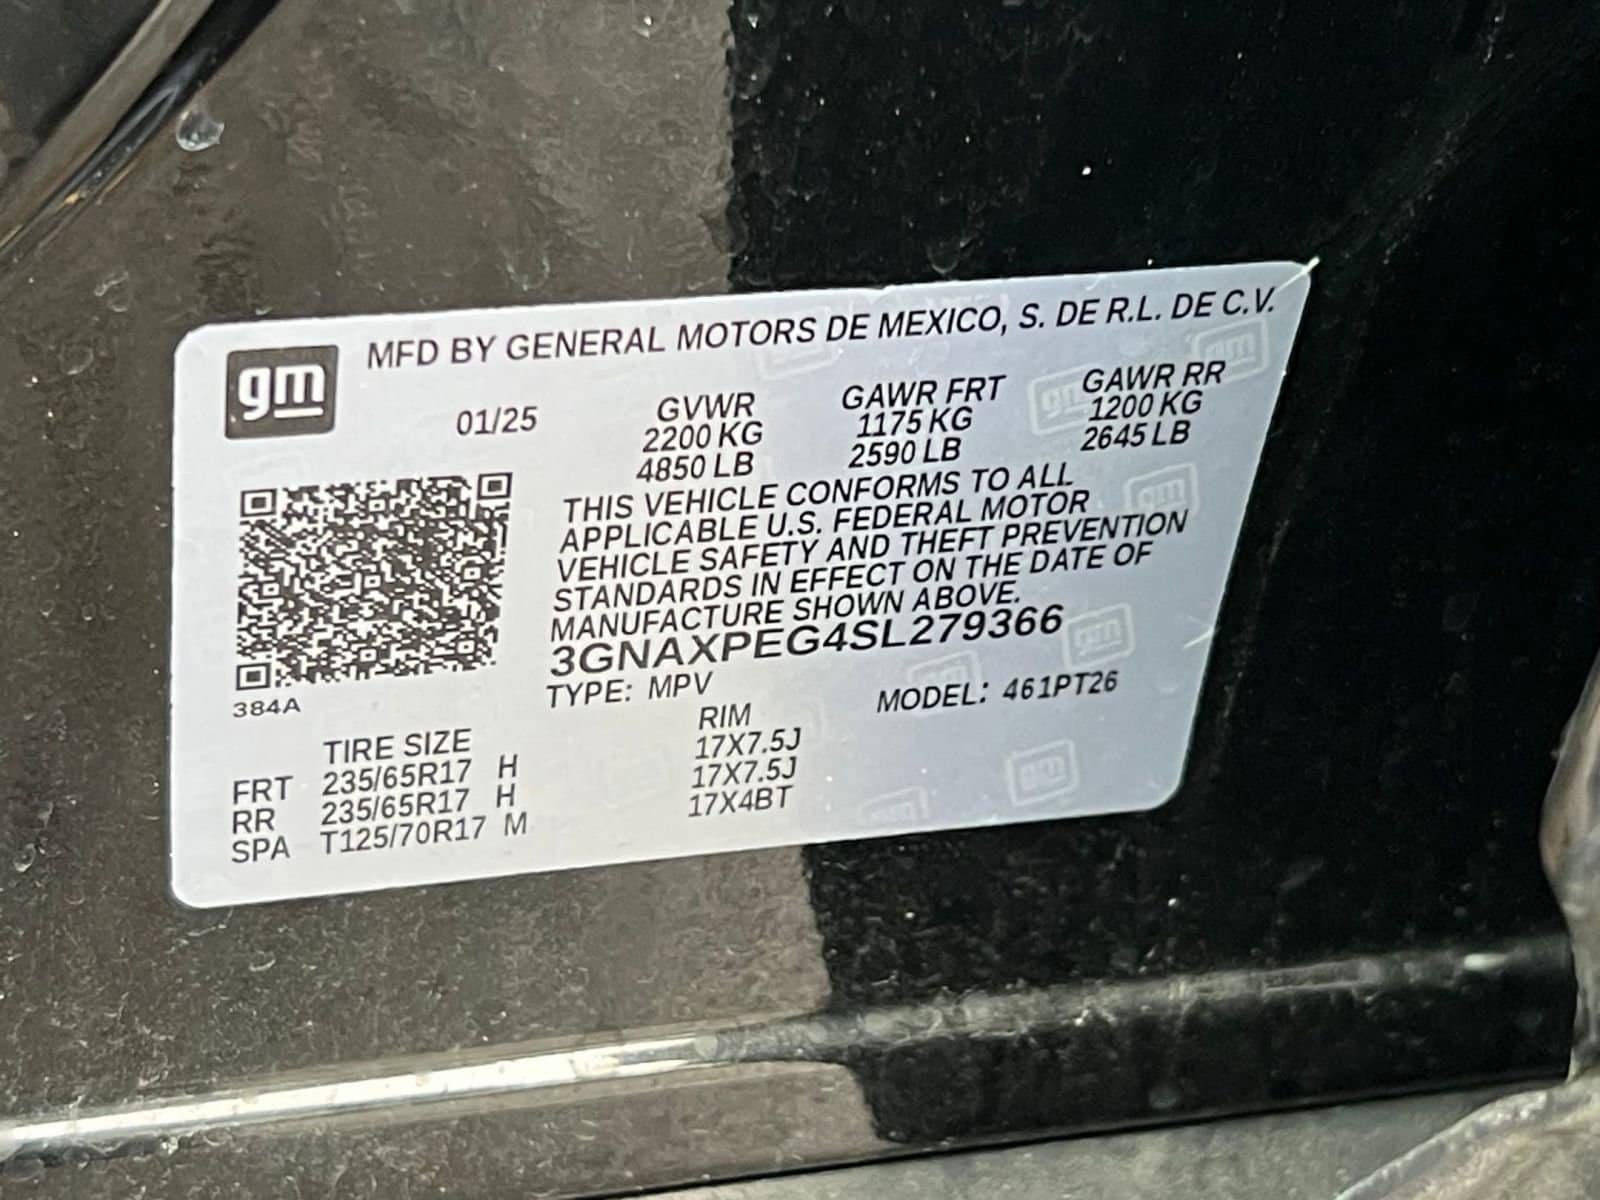 gm MFD BY GENERAL MOTORS DE MEXICO, S. DE R.L. DE C.V.
01/25 GVWR GAWR FRT GAWR RR
2200 KG 1175 KG 1200 KG
4850 LB 2590 LB 2645 LB
THIS VEHICLE CONFORMS TO ALL
APPLICABLE U.S. FEDERAL MOTOR
VEHICLE SAFETY AND THEFT PREVENTION
STANDARDS IN EFFECT ON THE DATE OF
MANUFACTURE SHOWN ABOVE.
3GNAXPEG4SL279366
384A TYPE: MPV MODEL: 461PT26
TIRE SIZE RIM
FRT 235/65R17 H 17X7.5J
RR 235/65R17 H 17X7.5J
SPA T125/70R17 M 17X4BT